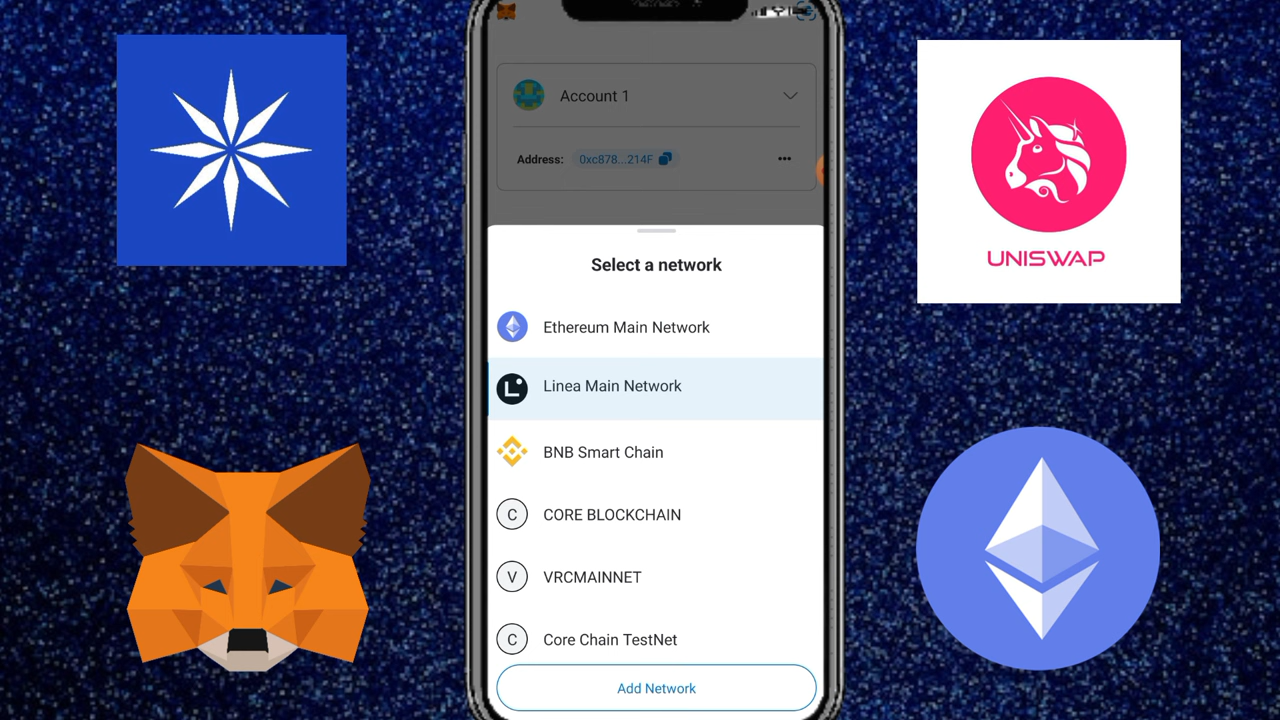 Account 1
Address: 0xc878...214F
UNISWAP
Select a network
Ethereum Main Network
L Linea Main Network
BNB Smart Chain
C CORE BLOCKCHAIN
V VRCMAINNET
C Core Chain TestNet
Add Network